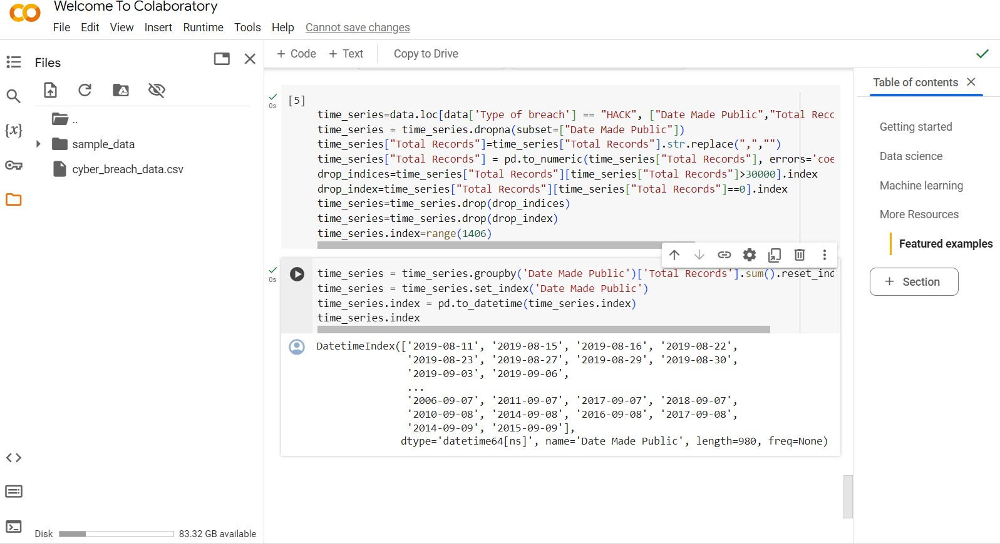 Welcome To Colaboratory
File Edit View Insert Runtime Tools Help Cannot save changes
Files
+ Code + Text Copy to Drive
Table of contents
..
sample_data
cyber_breach_data.csv
Disk 83.32 GB available
0s
[5]
time_series=data.loc[data['Type of breach'] == "HACK", ["Date Made Public","Total Reco
time_series = time_series.dropna(subset=["Date Made Public"])
time_series["Total Records"]=time_series["Total Records"].str.replace(",","")
time_series["Total Records"] = pd.to_numeric(time_series["Total Records"], errors='coe
drop_indices=time_series["Total Records"][time_series["Total Records"]>30000].index
drop_index=time_series["Total Records"][time_series["Total Records"]==0].index
time_series=time_series.drop(drop_indices)
time_series=time_series.drop(drop_index)
time_series.index=range(1406)
0s
time_series = time_series.groupby('Date Made Public')['Total Records'].sum().reset_ind
time_series = time_series.set_index('Date Made Public')
time_series.index = pd.to_datetime(time_series.index)
time_series.index
DatetimeIndex(['2019-08-11', '2019-08-15', '2019-08-16', '2019-08-22',
'2019-08-23', '2019-08-27', '2019-08-29', '2019-08-30',
'2019-09-03', '2019-09-06',
...
'2006-09-07', '2011-09-07', '2017-09-07', '2018-09-07',
'2010-09-08', '2014-09-08', '2016-09-08', '2017-09-08',
'2014-09-09', '2015-09-09'],
dtype='datetime64[ns]', name='Date Made Public', length=980, freq=None)
Getting started
Data science
Machine learning
More Resources
Featured examples
+ Section